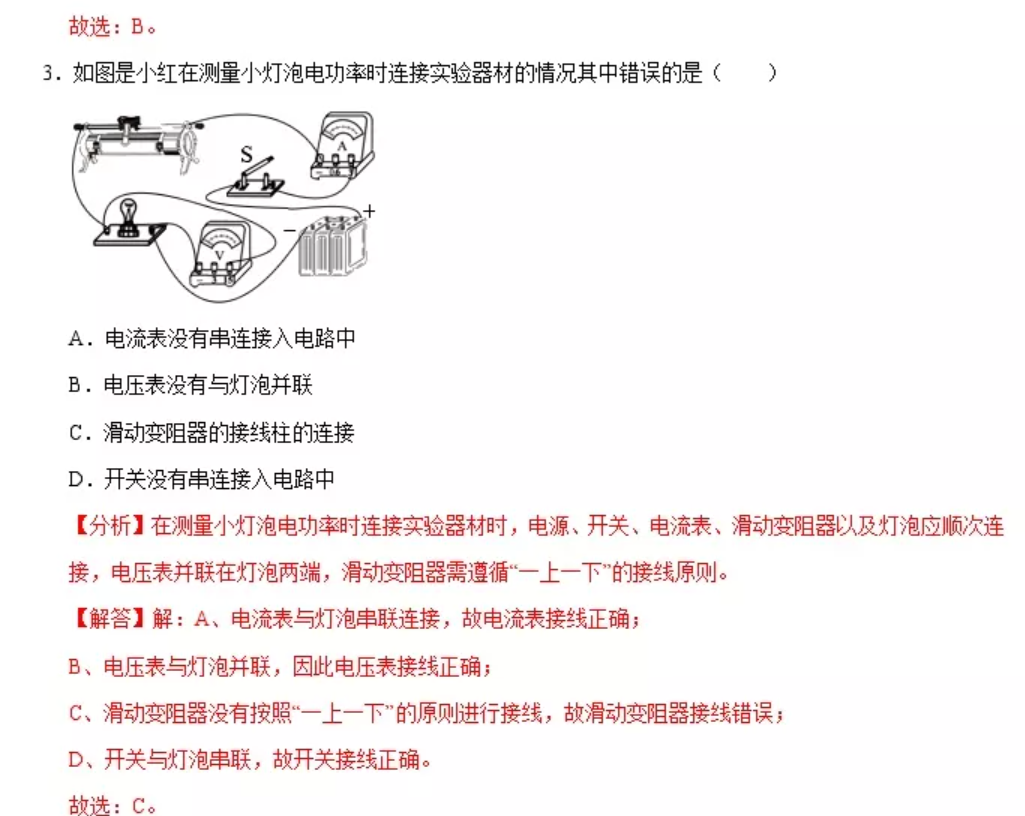 故选：B。
3．如图是小红在测量小灯泡电功率时连接实验器材的情况其中错误的是（　　）
S
A
+
−
V
A．电流表没有串连接入电路中
B．电压表没有与灯泡并联
C．滑动变阻器的接线柱的连接
D．开关没有串连接入电路中
【分析】在测量小灯泡电功率时连接实验器材时，电源、开关、电流表、滑动变阻器以及灯泡应顺次连
接，电压表并联在灯泡两端，滑动变阻器需遵循“一上一下”的接线原则。
【解答】解：A、电流表与灯泡串联连接，故电流表接线正确；
B、电压表与灯泡并联，因此电压表接线正确；
C、滑动变阻器没有按照“一上一下”的原则进行接线，故滑动变阻器接线错误；
D、开关与灯泡串联，故开关接线正确。
故选：C。